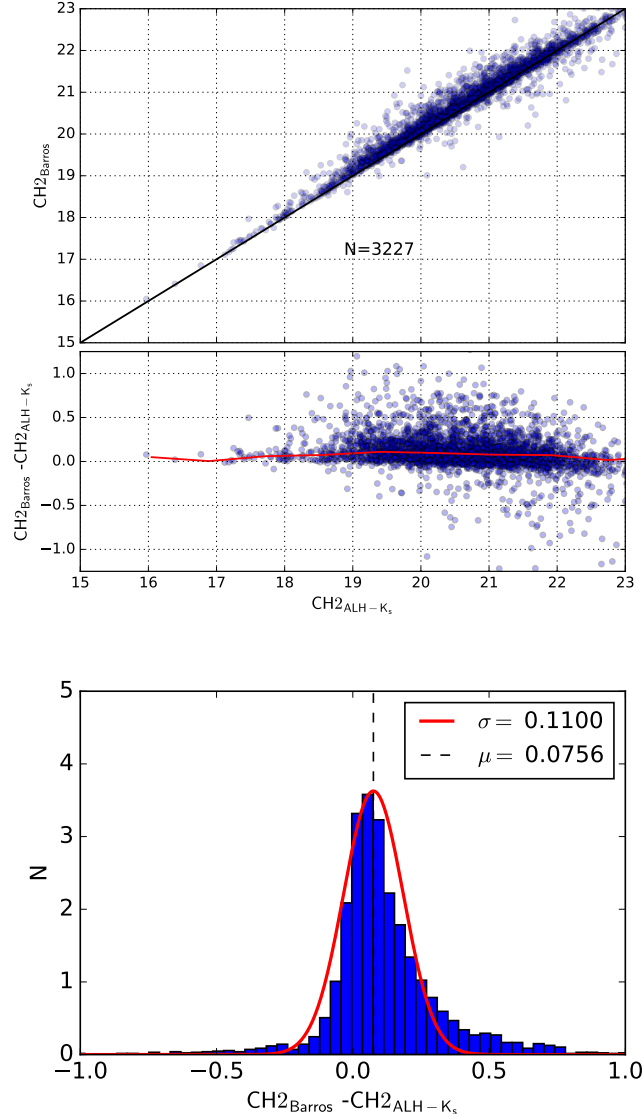 23
22
21
20
19
18
17
16
15
CH2Barros
N=3227
1.0
0.5
0.0
−0.5
−1.0
CH2Barros -CH2ALH−Ks
15 16 17 18 19 20 21 22 23
CH2ALH−Ks
5
4
3
2
1
0
N
σ = 0.1100
μ = 0.0756
−1.0 −0.5 0.0 0.5 1.0
CH2Barros -CH2ALH−Ks